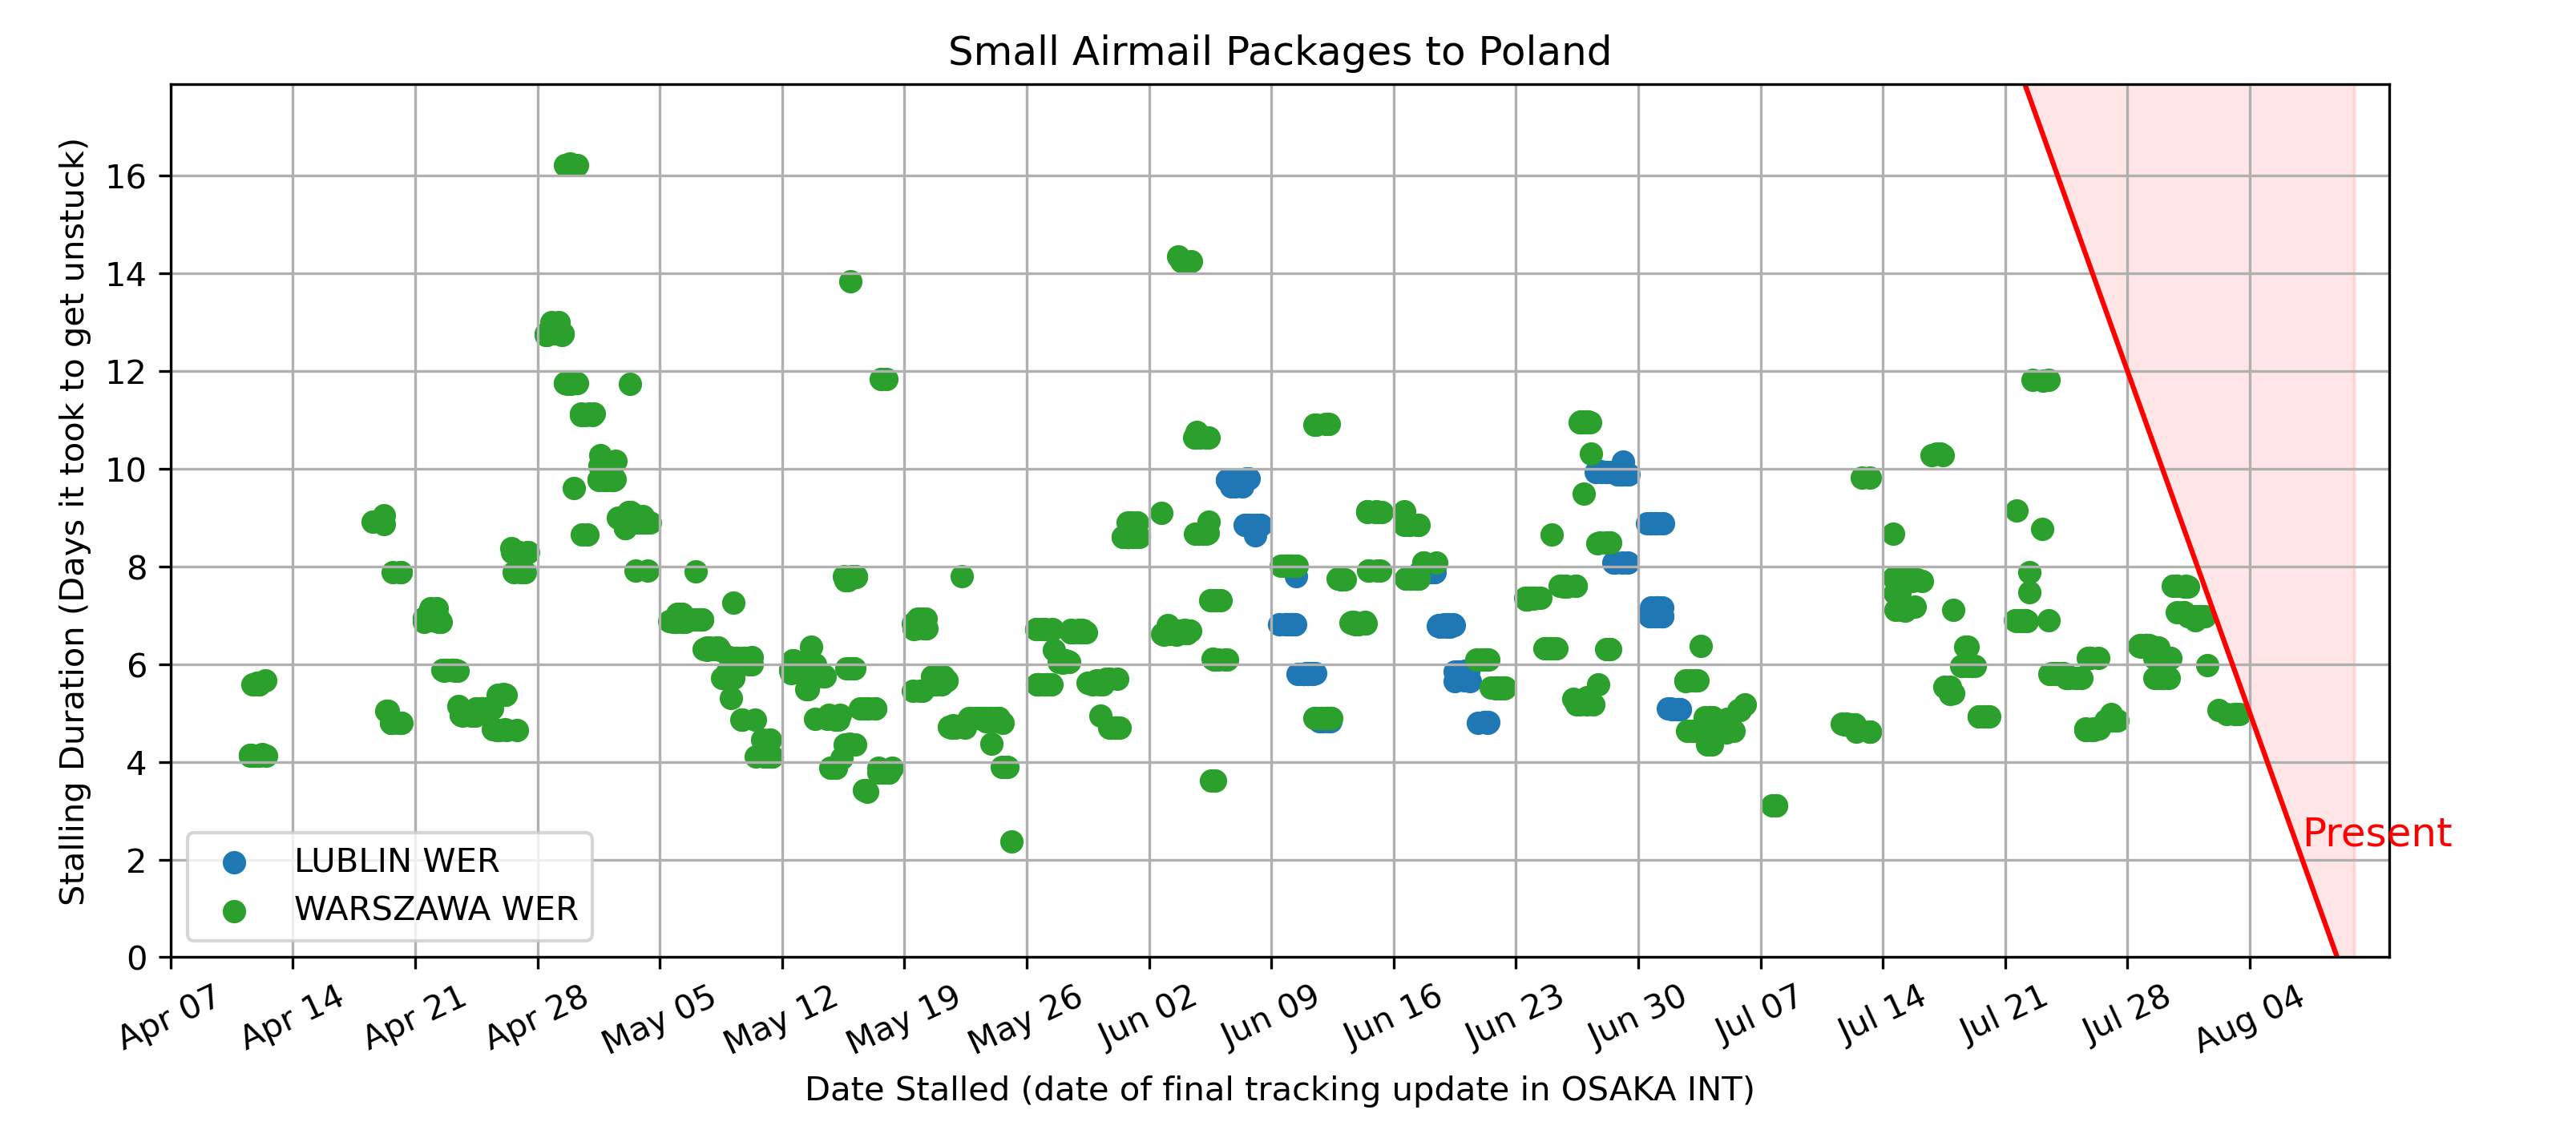 Small Airmail Packages to Poland
Stalling Duration (Days it took to get unstuck)
16
14
12
10
8
6
4
2
0
Present
LUBLIN WER
WARSZAWA WER
Apr 07
Apr 14
Apr 21
Apr 28
May 05
May 12
May 19
May 26
Jun 02
Jun 09
Jun 16
Jun 23
Jun 30
Jul 07
Jul 14
Jul 21
Jul 28
Aug 04
Date Stalled (date of final tracking update in OSAKA INT)